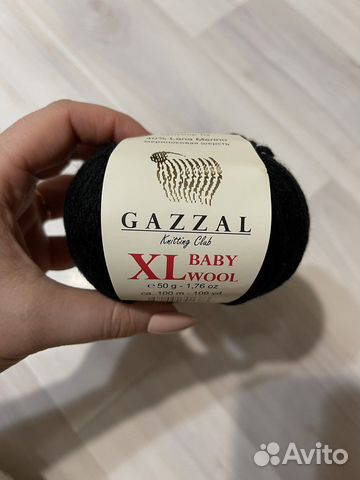 40% Lana Merino
мериносовая шерсть
GAZZAL
Knitting Club
XL BABY WOOL
℮ 50 g - 1,76 oz
ca. 100 m - 109 yd
Avito